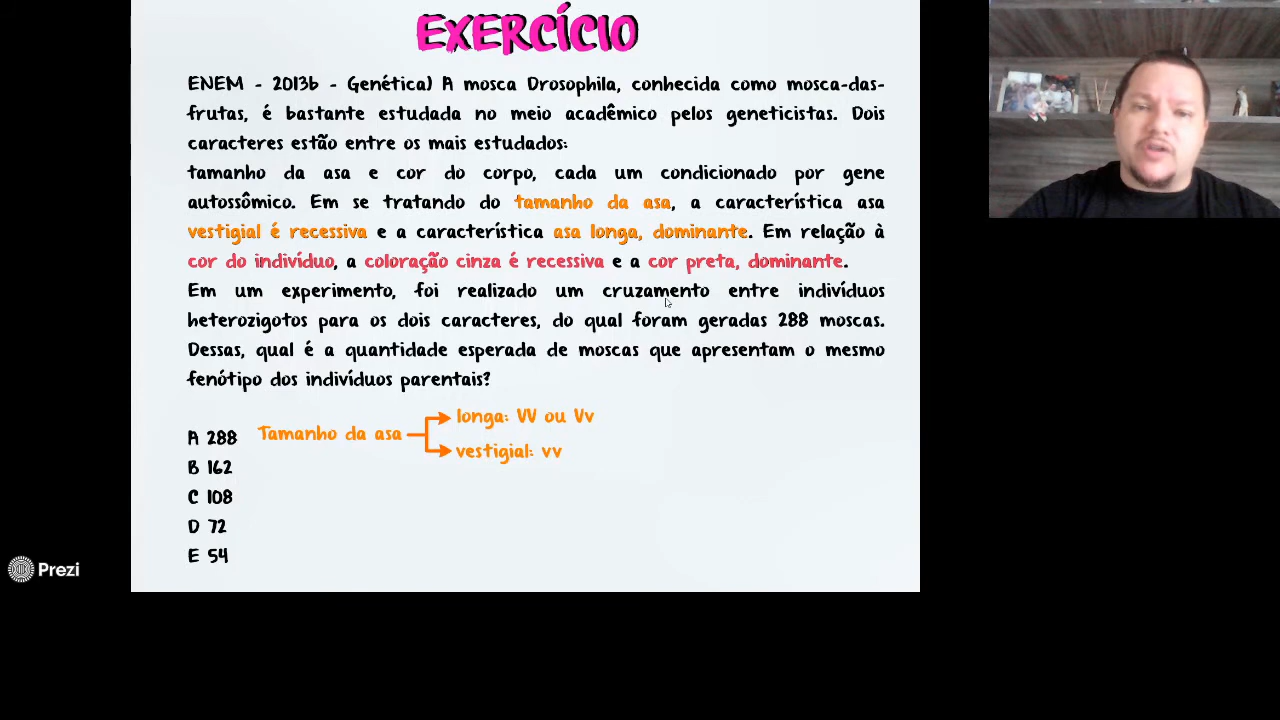 EXERCÍCIO
ENEM - 2013b - Genética) A mosca Drosophila, conhecida como mosca-das-
frutas, é bastante estudada no meio acadêmico pelos geneticistas. Dois
caracteres estão entre os mais estudados:
tamanho da asa e cor do corpo, cada um condicionado por gene
autossômico. Em se tratando do tamanho da asa, a característica asa
vestigial é recessiva e a característica asa longa, dominante. Em relação à
cor do indivíduo, a coloração cinza é recessiva e a cor preta, dominante.
Em um experimento, foi realizado um cruzamento entre indivíduos
heterozigotos para os dois caracteres, do qual foram geradas 288 moscas.
Dessas, qual é a quantidade esperada de moscas que apresentam o mesmo
fenótipo dos indivíduos parentais?
A 288
B 162
C 108
D 72
E 54
Tamanho da asa
longa: VV ou Vv
vestigial: vv
Prezi